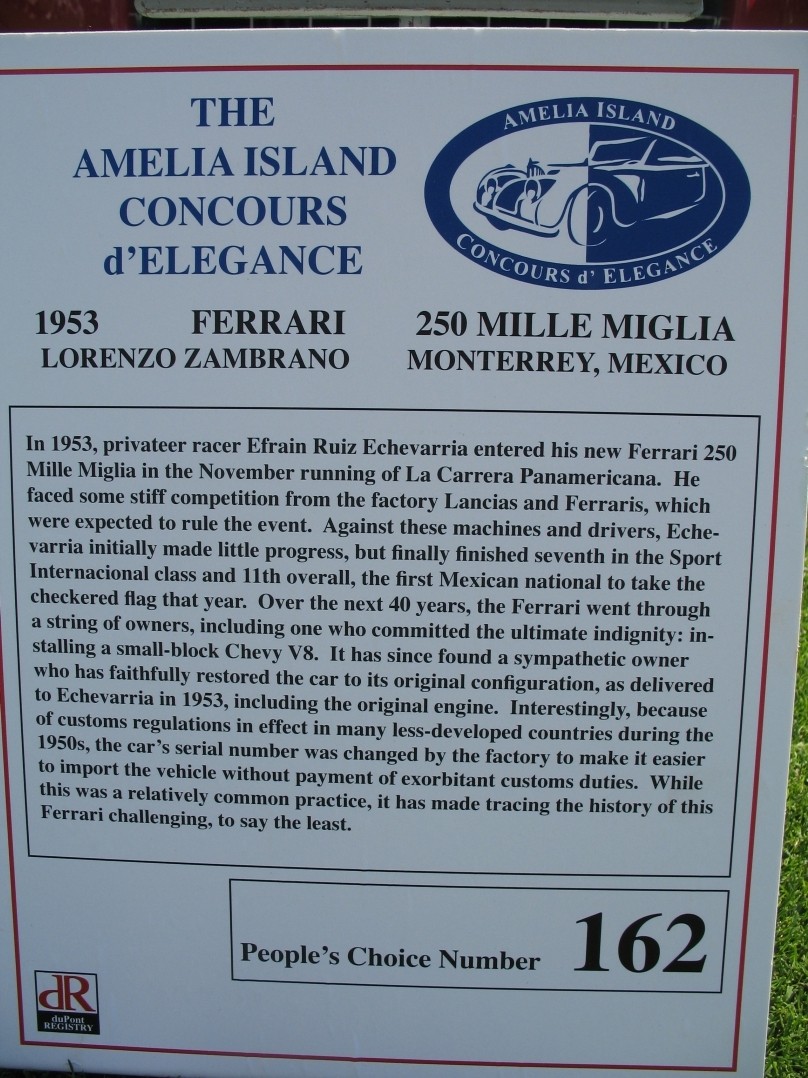 THE
AMELIA ISLAND
CONCOURS
d'ELEGANCE
AMELIA ISLAND
CONCOURS d' ELEGANCE
1953 FERRARI 250 MILLE MIGLIA
LORENZO ZAMBRANO MONTERREY, MEXICO
In 1953, privateer racer Efrain Ruiz Echevarria entered his new Ferrari 250
Mille Miglia in the November running of La Carrera Panamericana. He
faced some stiff competition from the factory Lancias and Ferraris, which
were expected to rule the event. Against these machines and drivers, Eche-
varria initially made little progress, but finally finished seventh in the Sport
Internacional class and 11th overall, the first Mexican national to take the
checkered flag that year. Over the next 40 years, the Ferrari went through
a string of owners, including one who committed the ultimate indignity: in-
stalling a small-block Chevy V8. It has since found a sympathetic owner
who has faithfully restored the car to its original configuration, as delivered
to Echevarria in 1953, including the original engine. Interestingly, because
of customs regulations in effect in many less-developed countries during the
1950s, the car's serial number was changed by the factory to make it easier
to import the vehicle without payment of exorbitant customs duties. While
this was a relatively common practice, it has made tracing the history of this
Ferrari challenging, to say the least.
People's Choice Number 162
dR
duPont
REGISTRY